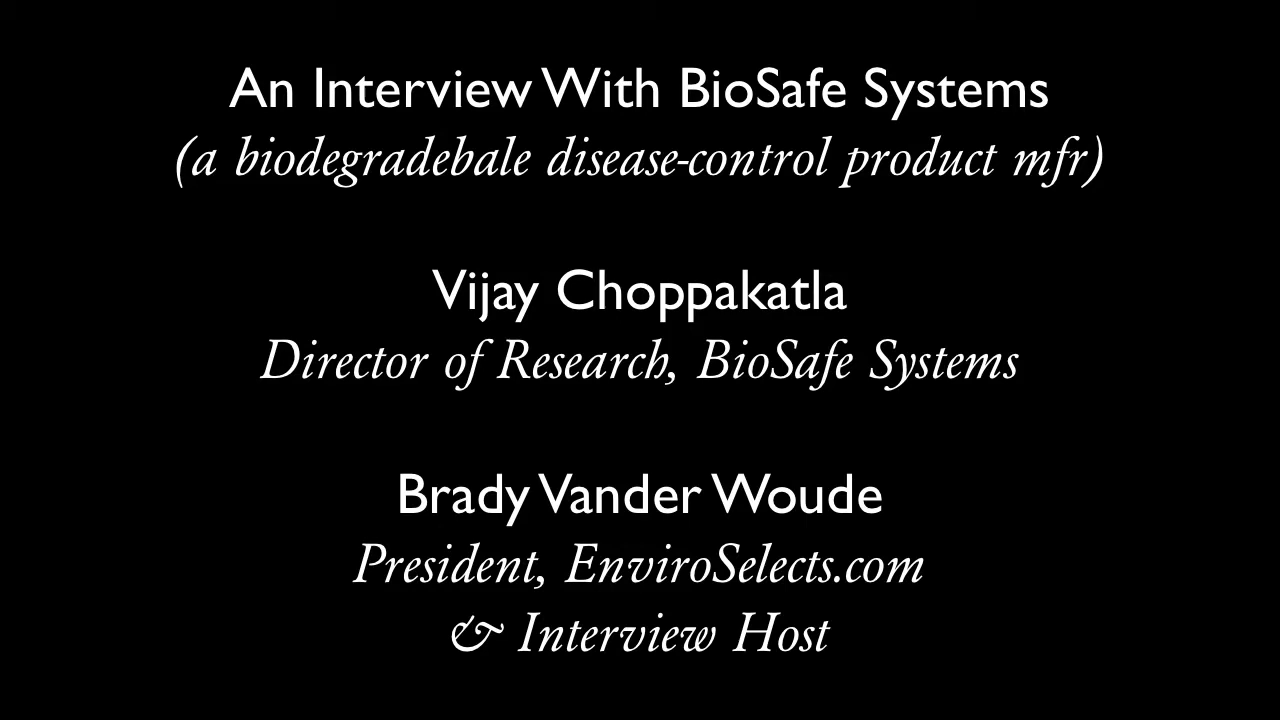 An Interview With BioSafe Systems
(a biodegradebale disease-control product mfr)
Vijay Choppakatla
Director of Research, BioSafe Systems
Brady Vander Woude
President, EnviroSelects.com
& Interview Host